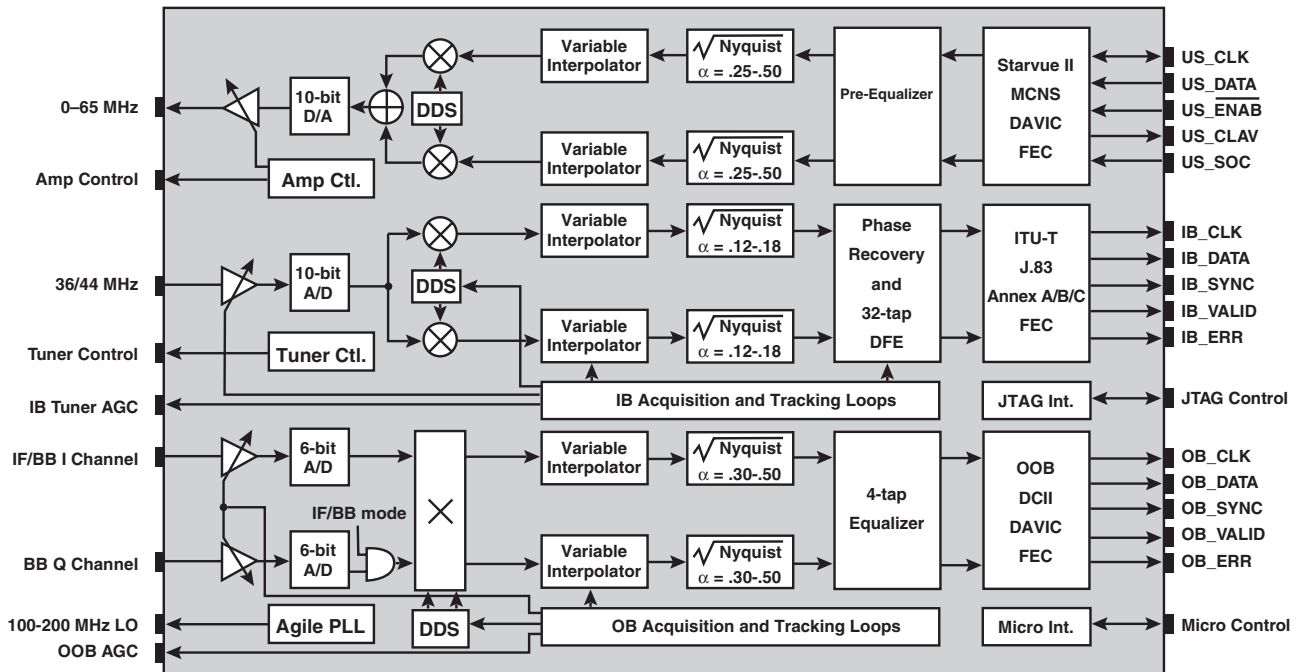 0–65 MHz
Amp Control
36/44 MHz
Tuner Control
IB Tuner AGC
IF/BB I Channel
BB Q Channel
100-200 MHz LO
OOB AGC
10-bit
D/A
DDS
Variable
Interpolator
√Nyquist
α = .25-.50
Pre-Equalizer
Starvue II
MCNS
DAVIC
FEC
Variable
Interpolator
√Nyquist
α = .25-.50
Amp Ctl.
US_CLK
US_DATA
US_E̅N̅A̅B̅
US_CLAV
US_SOC
10-bit
A/D
DDS
Variable
Interpolator
√Nyquist
α = .12-.18
Phase
Recovery
and
32-tap
DFE
ITU-T
J.83
Annex A/B/C
FEC
Variable
Interpolator
√Nyquist
α = .12-.18
Tuner Ctl.
IB_CLK
IB_DATA
IB_SYNC
IB_VALID
IB_ERR
IB Acquisition and Tracking Loops
JTAG Int.
JTAG Control
6-bit
A/D
IF/BB mode
6-bit
A/D
Variable
Interpolator
√Nyquist
α = .30-.50
4-tap
Equalizer
OOB
DCII
DAVIC
FEC
Variable
Interpolator
√Nyquist
α = .30-.50
OB_CLK
OB_DATA
OB_SYNC
OB_VALID
OB_ERR
Agile PLL
DDS
OB Acquisition and Tracking Loops
Micro Int.
Micro Control